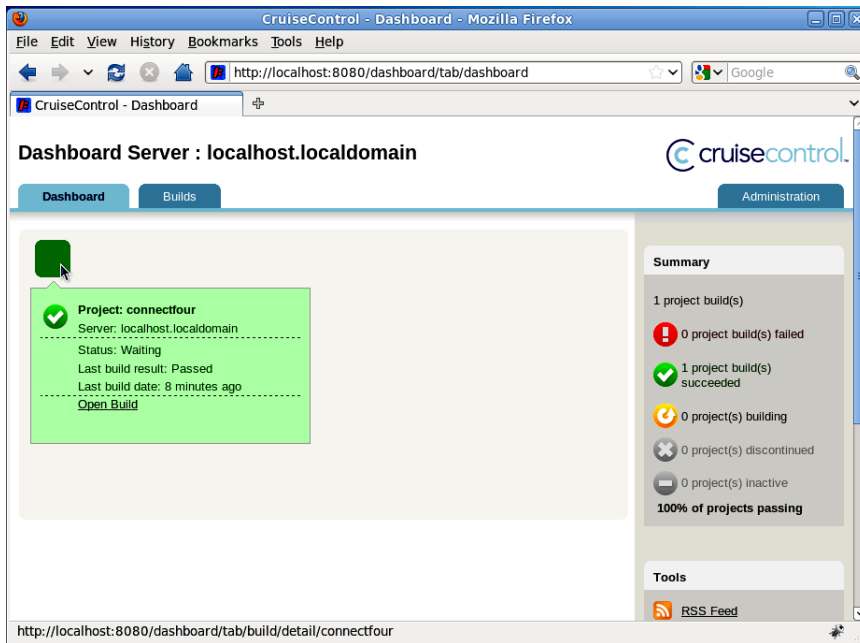 CruiseControl - Dashboard - Mozilla Firefox
File Edit View History Bookmarks Tools Help
http://localhost:8080/dashboard/tab/dashboard
Google
CruiseControl - Dashboard
Dashboard Server : localhost.localdomain
cruisecontrol
Dashboard
Builds
Administration
Project: connectfour
Server: localhost.localdomain
Status: Waiting
Last build result: Passed
Last build date: 8 minutes ago
Open Build
Summary
1 project build(s)
0 project build(s) failed
1 project build(s)
succeeded
0 project(s) building
0 project(s) discontinued
0 project(s) inactive
100% of projects passing
Tools
RSS Feed
http://localhost:8080/dashboard/tab/build/detail/connectfour